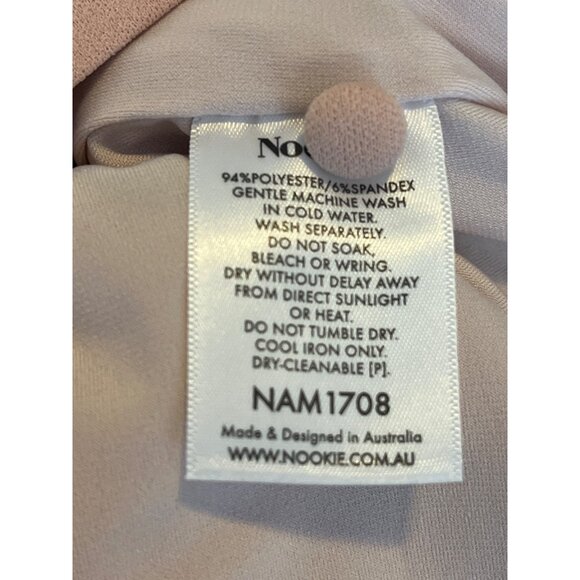 94%POLYESTER/6%SPANDEX
GENTLE MACHINE WASH
IN COLD WATER.
WASH SEPARATELY.
DO NOT SOAK,
BLEACH OR WRING.
DRY WITHOUT DELAY AWAY
FROM DIRECT SUNLIGHT
OR HEAT.
DO NOT TUMBLE DRY.
COOL IRON ONLY.
DRY-CLEANABLE [P].
NAM1708
Made & Designed in Australia
WWW.NOOKIE.COM.AU